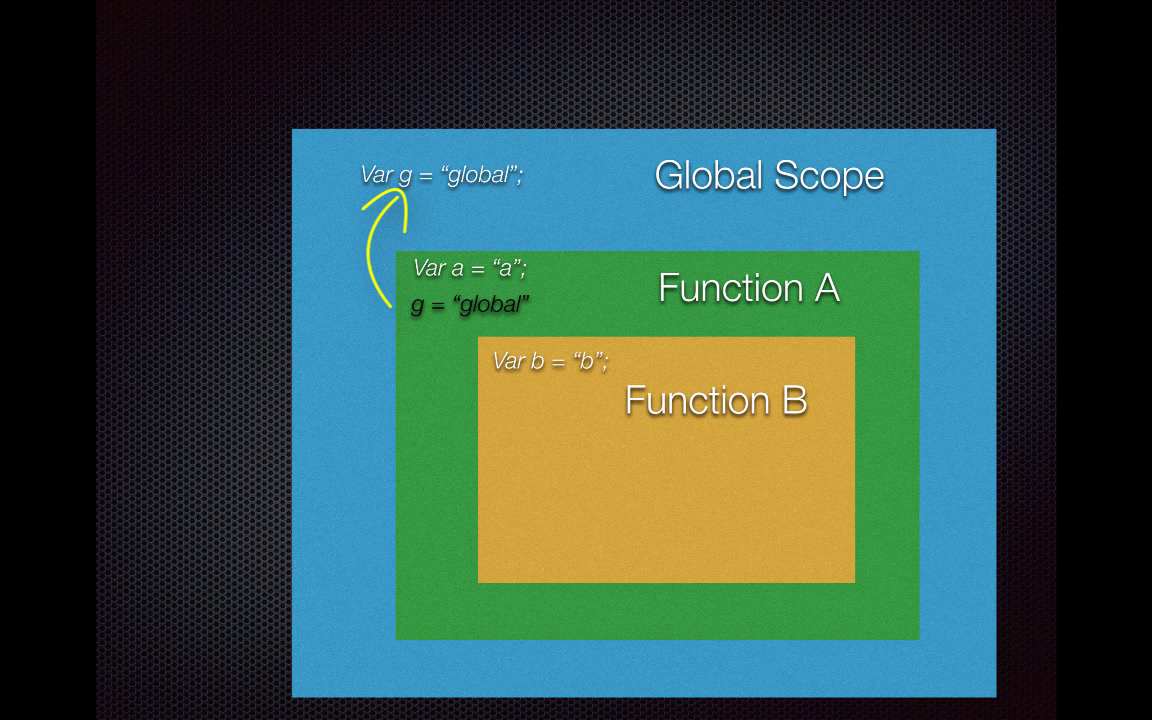 Var g = “global”;
Global Scope
Var a = “a”;
g = “global”
Function A
Var b = “b”;
Function B